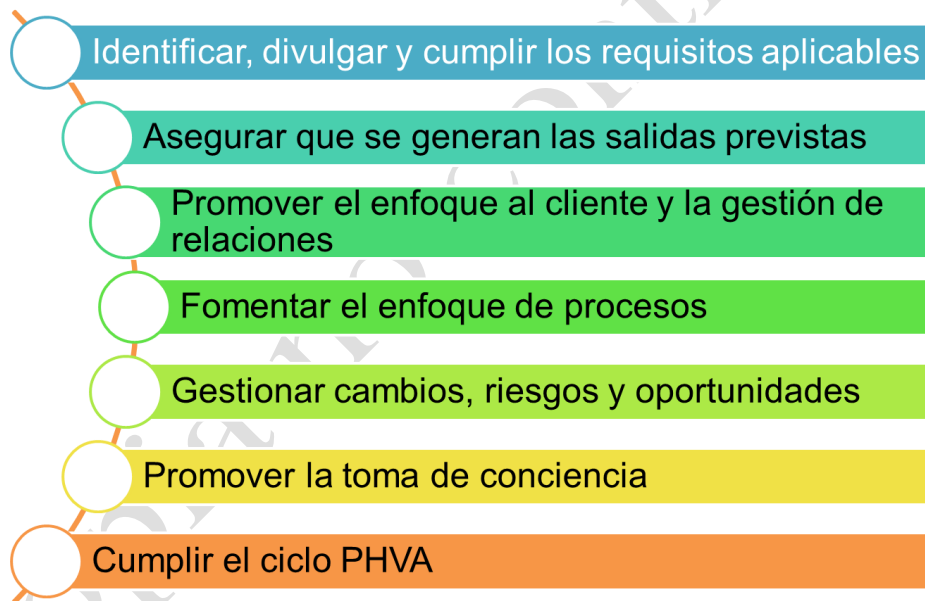 Identificar, divulgar y cumplir los requisitos aplicables
Asegurar que se generan las salidas previstas
Promover el enfoque al cliente y la gestión de
relaciones
Fomentar el enfoque de procesos
Gestionar cambios, riesgos y oportunidades
Promover la toma de conciencia
Cumplir el ciclo PHVA